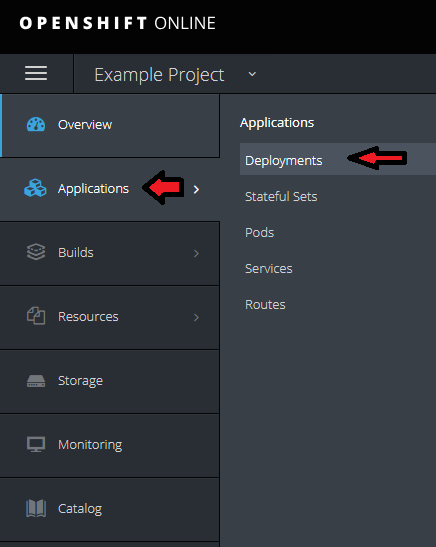 OPENSHIFT ONLINE
Example Project
Overview
Applications
Builds
Resources
Storage
Monitoring
Catalog
Applications
Deployments
Stateful Sets
Pods
Services
Routes